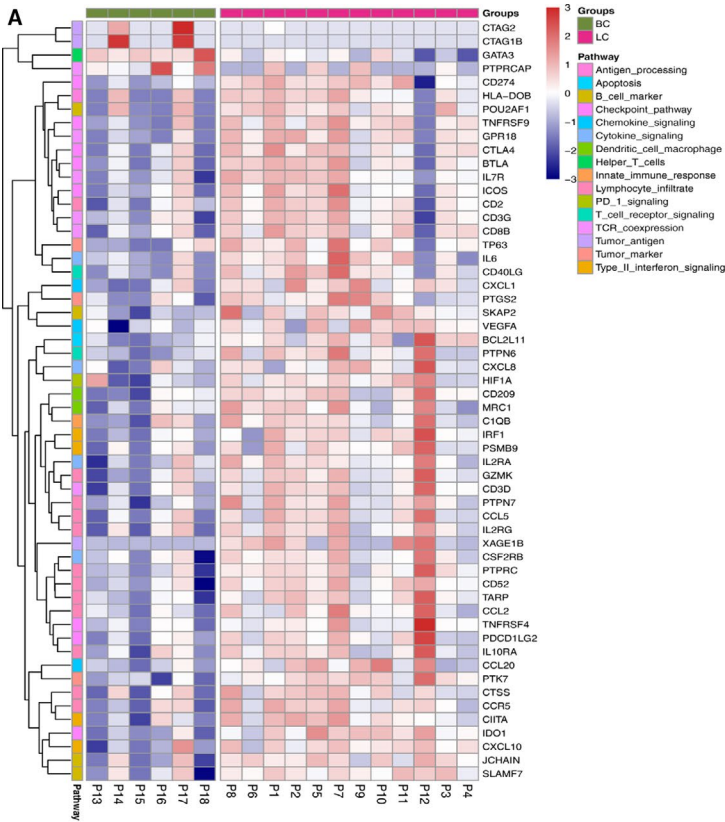 A
Groups
CTAG2
CTAG1B
GATA3
PTPRCAP
CD274
HLA-DOB
POU2AF1
TNFRSF9
GPR18
CTLA4
BTLA
IL7R
ICOS
CD2
CD3G
CD8B
TP63
IL6
CD40LG
CXCL1
PTGS2
SKAP2
VEGFA
BCL2L11
PTPN6
CXCL8
HIF1A
CD209
MRC1
C1QB
IRF1
PSMB9
IL2RA
GZMK
CD3D
PTPN7
CCL5
IL2RG
XAGE1B
CSF2RB
PTPRC
CD52
TARP
CCL2
TNFRSF4
PDCD1LG2
IL10RA
CCL20
PTK7
CTSS
CCR5
CIITA
IDO1
CXCL10
JCHAIN
SLAMF7
Pathway P13 P14 P15 P16 P17 P18 P8 P6 P1 P2 P5 P7 P9 P10 P11 P12 P3 P4
3
2
1
0
−1
−2
−3
Groups
BC
LC
Pathway
Antigen_processing
Apoptosis
B_cell_marker
Checkpoint_pathway
Chemokine_signaling
Cytokine_signaling
Dendritic_cell_macrophage
Helper_T_cells
Innate_immune_response
Lymphocyte_infiltrate
PD_1_signaling
T_cell_receptor_signaling
TCR_coexpression
Tumor_antigen
Tumor_marker
Type_II_interferon_signaling